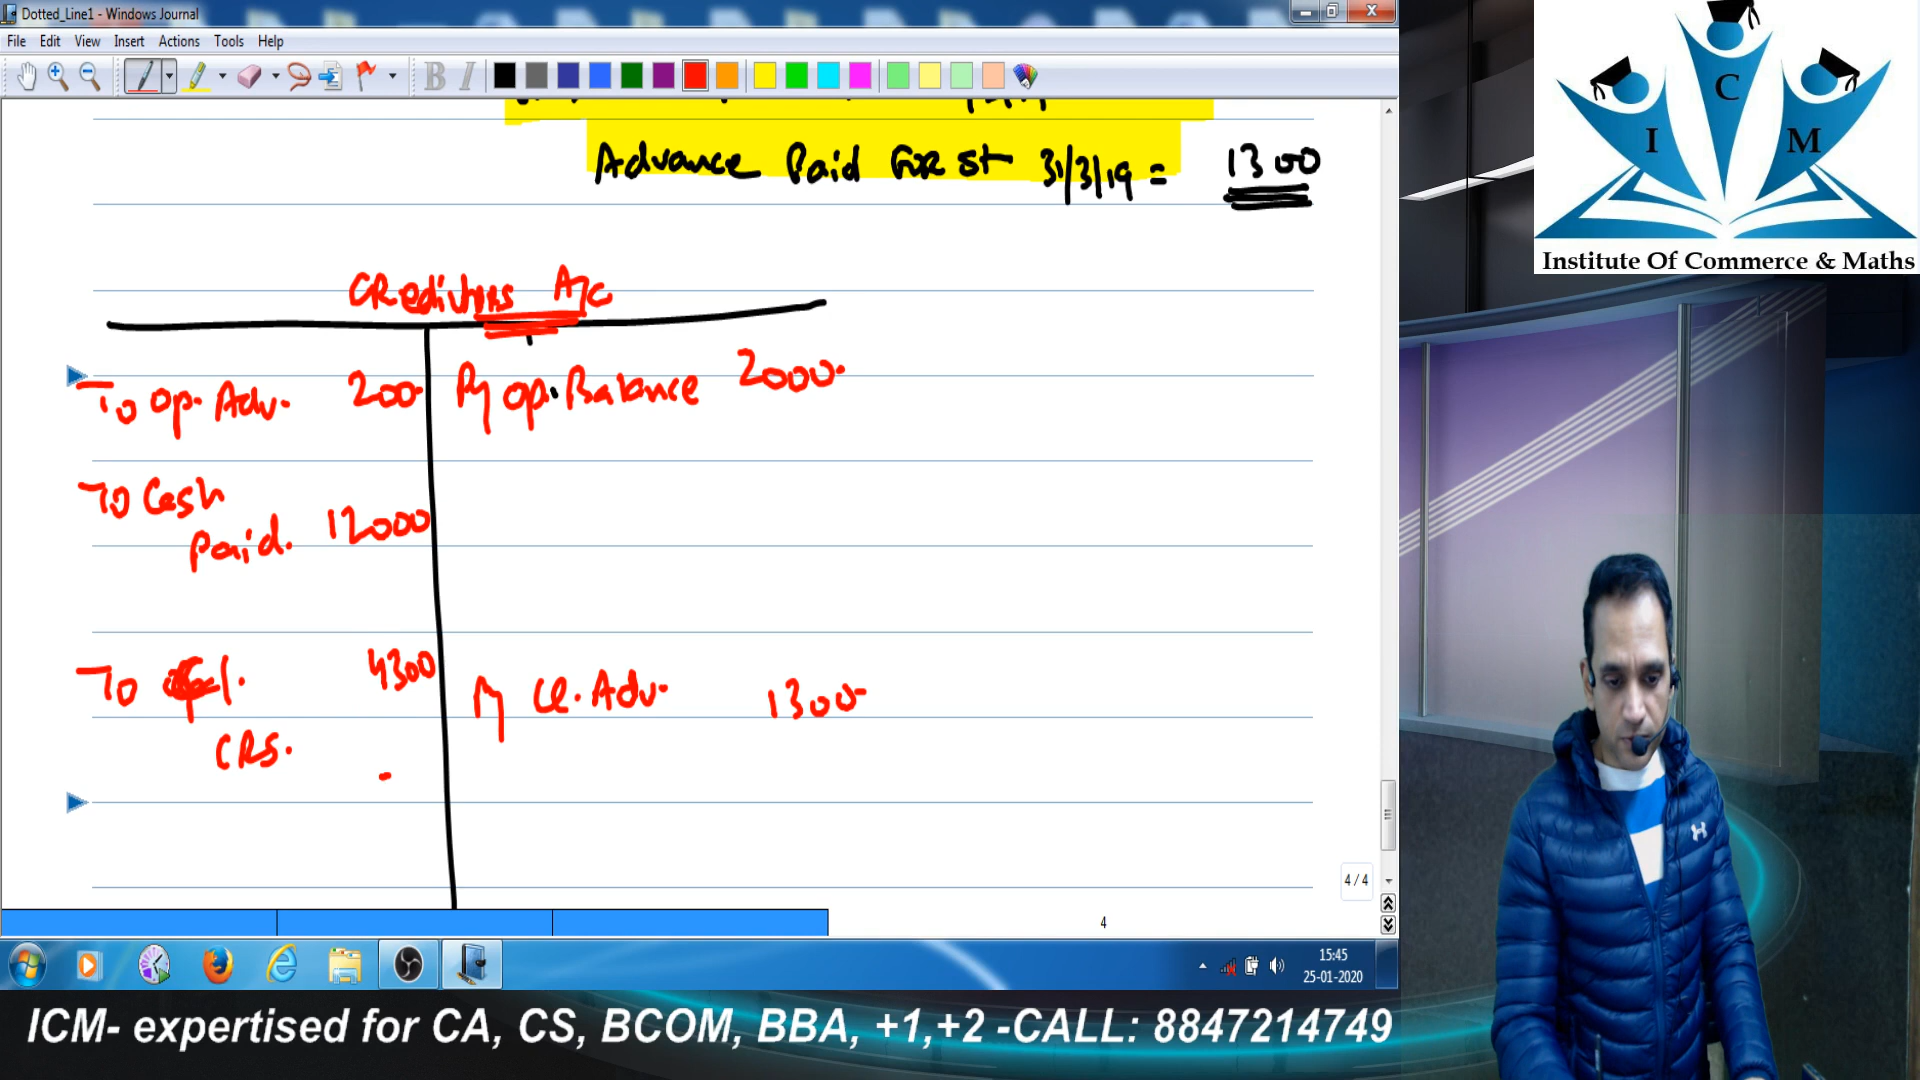 Dotted_Line1 - Windows Journal
File Edit View Insert Actions Tools Help
B I
Advance Paid For St 31/3/19 = 1300
CReditors A/c
To Op. Adv. 200 By op. Balance 2000
To Cash
Paid. 12000
To Cl. 4300 By Cl. Adv. 1300
CRS.
4 / 4
4
15:45
25-01-2020
I C M
Institute Of Commerce & Maths
ICM- expertised for CA, CS, BCOM, BBA, +1,+2 -CALL: 8847214749